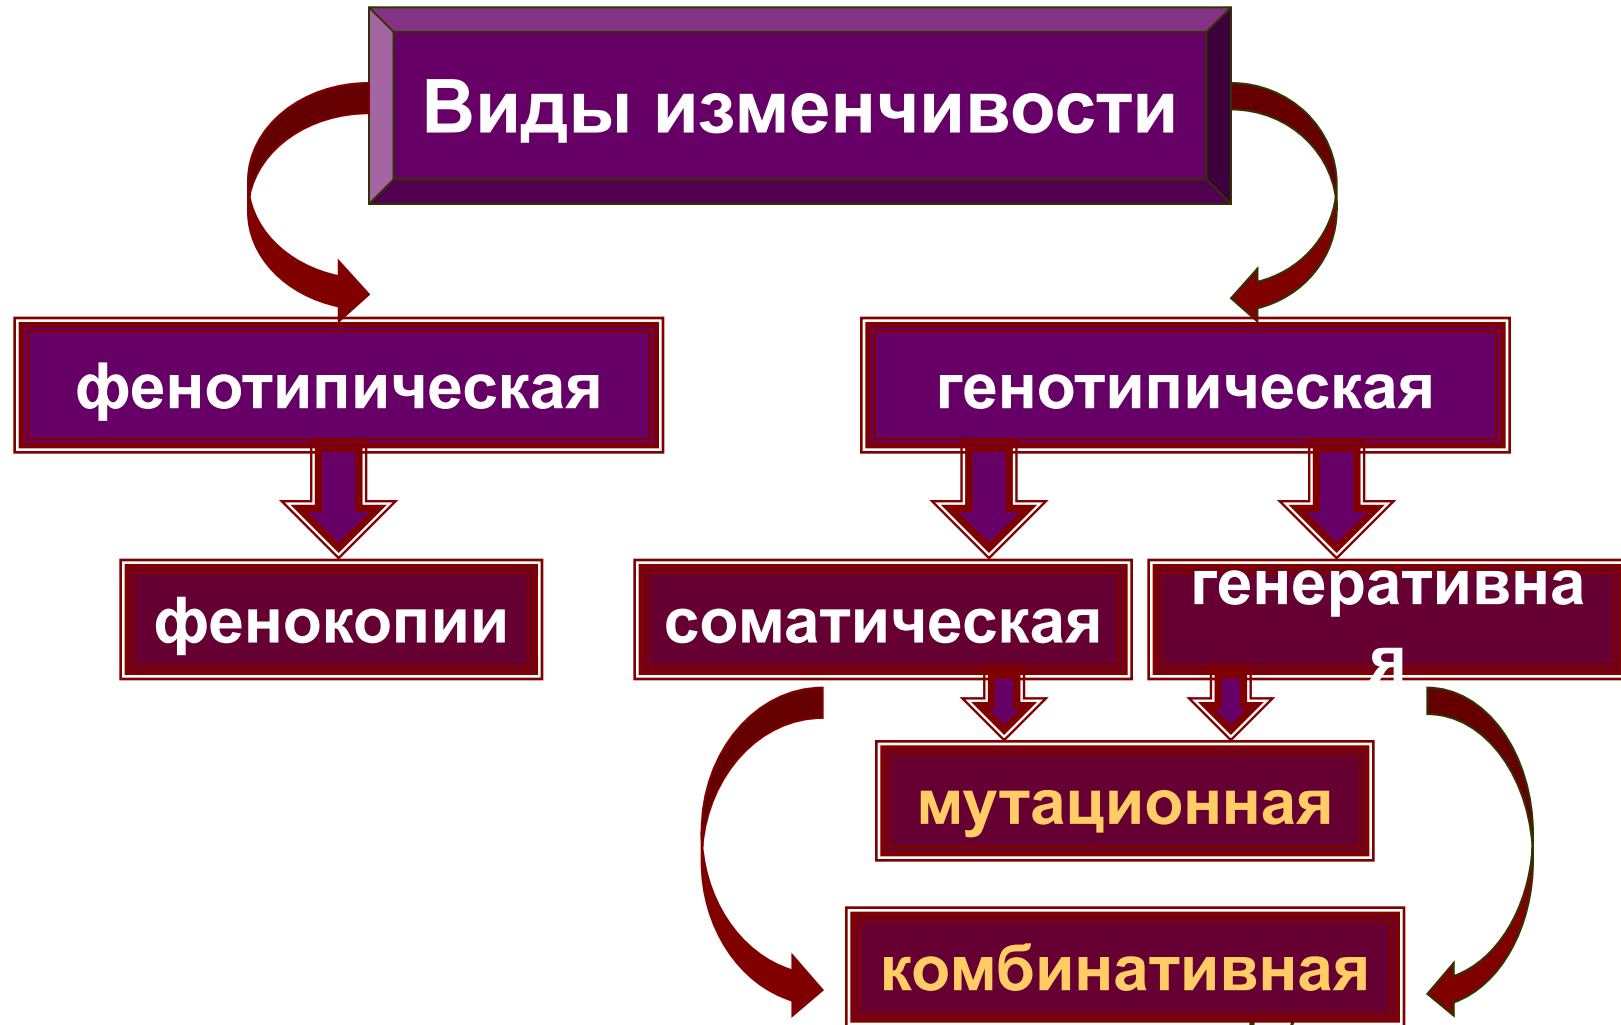 Виды изменчивости
фенотипическая
генотипическая
фенокопии
соматическая
генеративна
я
мутационная
комбинативная